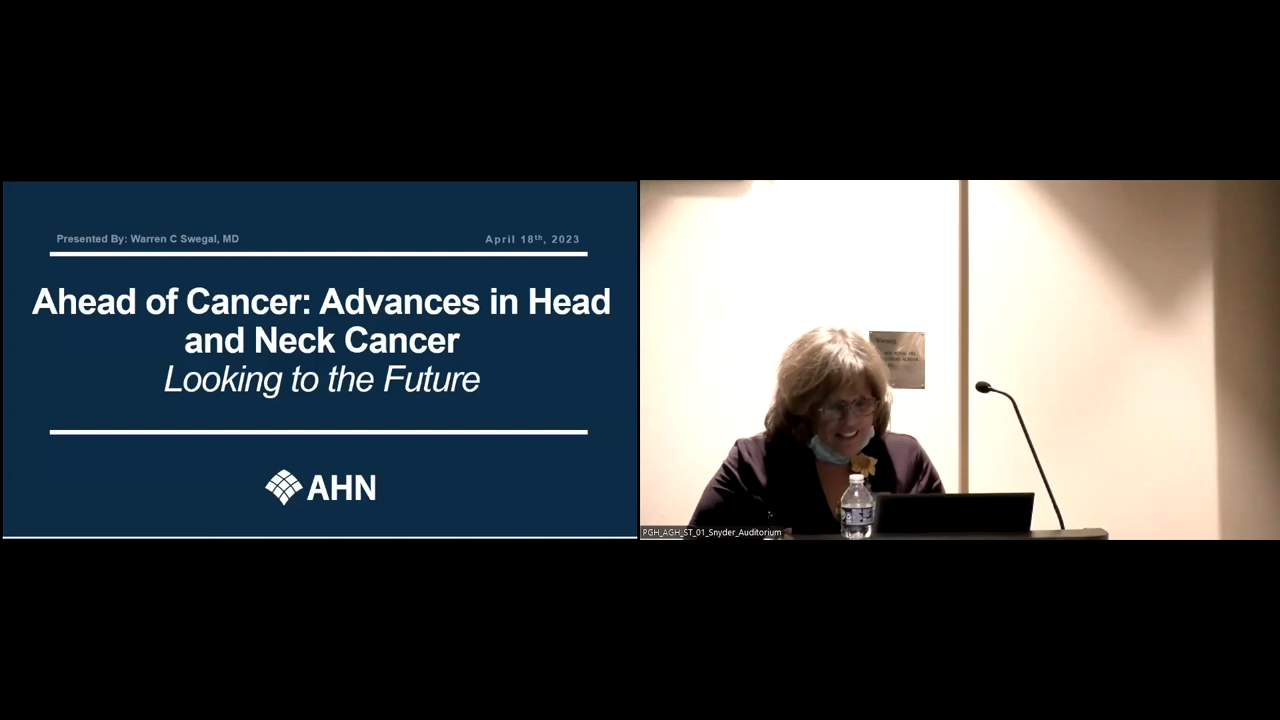 Presented By: Warren C Swegal, MD
April 18th, 2023
Ahead of Cancer: Advances in Head
and Neck Cancer
Looking to the Future
AHN
PGH_AGH_ST_01_Snyder_Auditorium